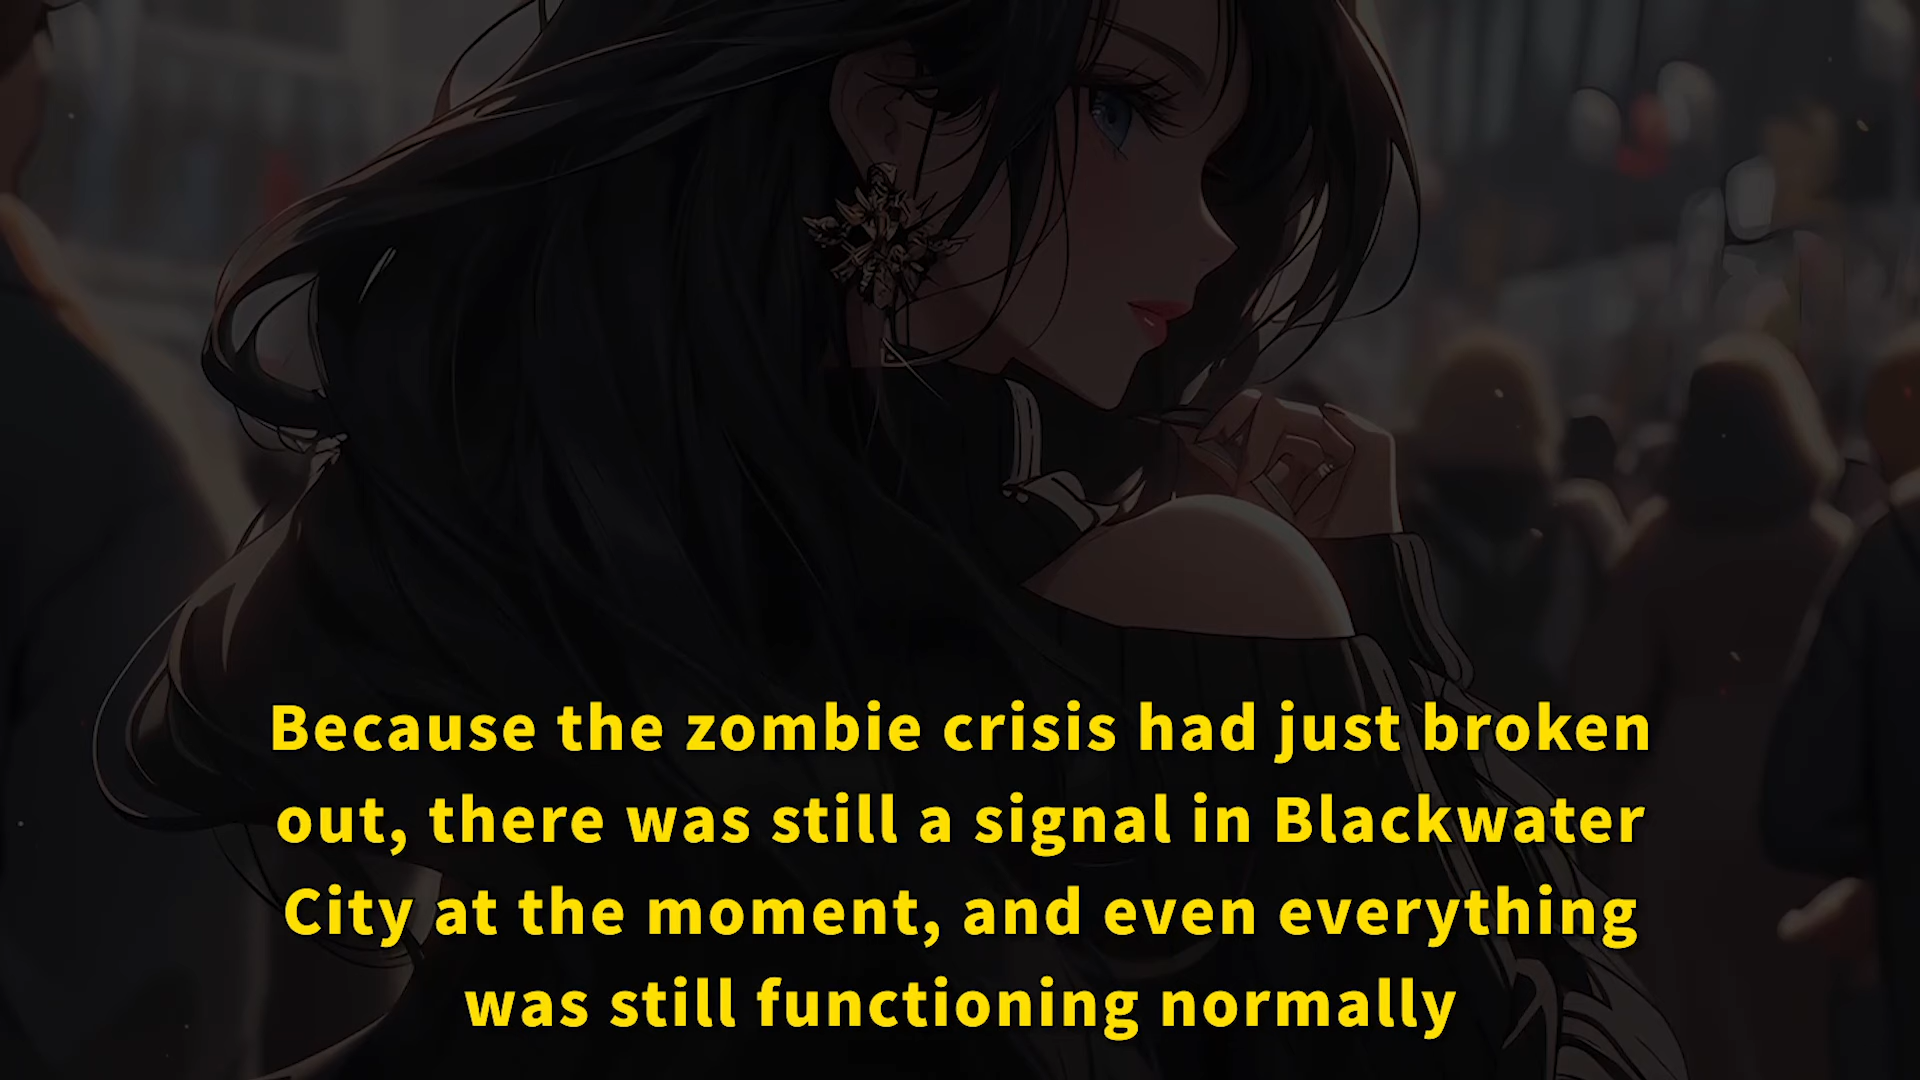 Because the zombie crisis had just broken
out, there was still a signal in Blackwater
City at the moment, and even everything
was still functioning normally